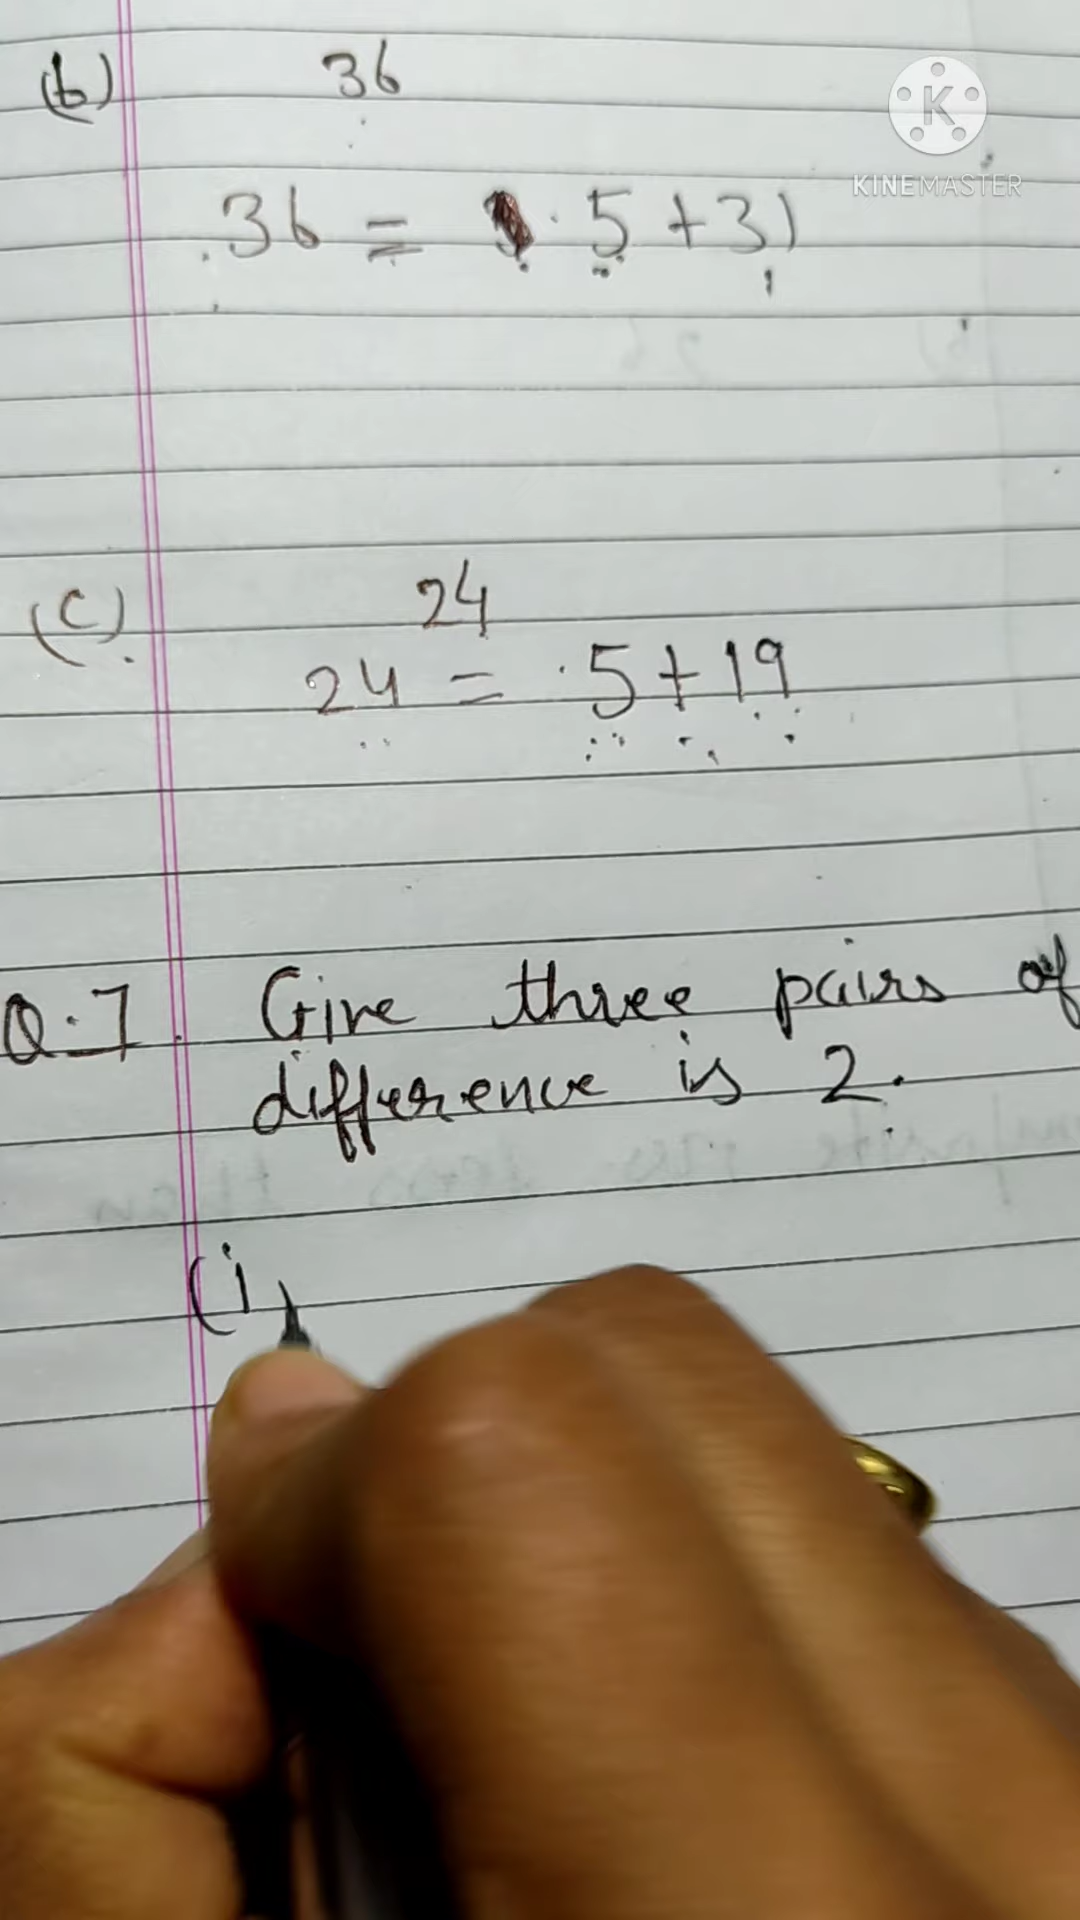 (b) 36
36 = 5 + 31
(c) 24
24 = 5 + 19
Q.7. Give three pairs of
difference is 2.
(i
KINEMASTER